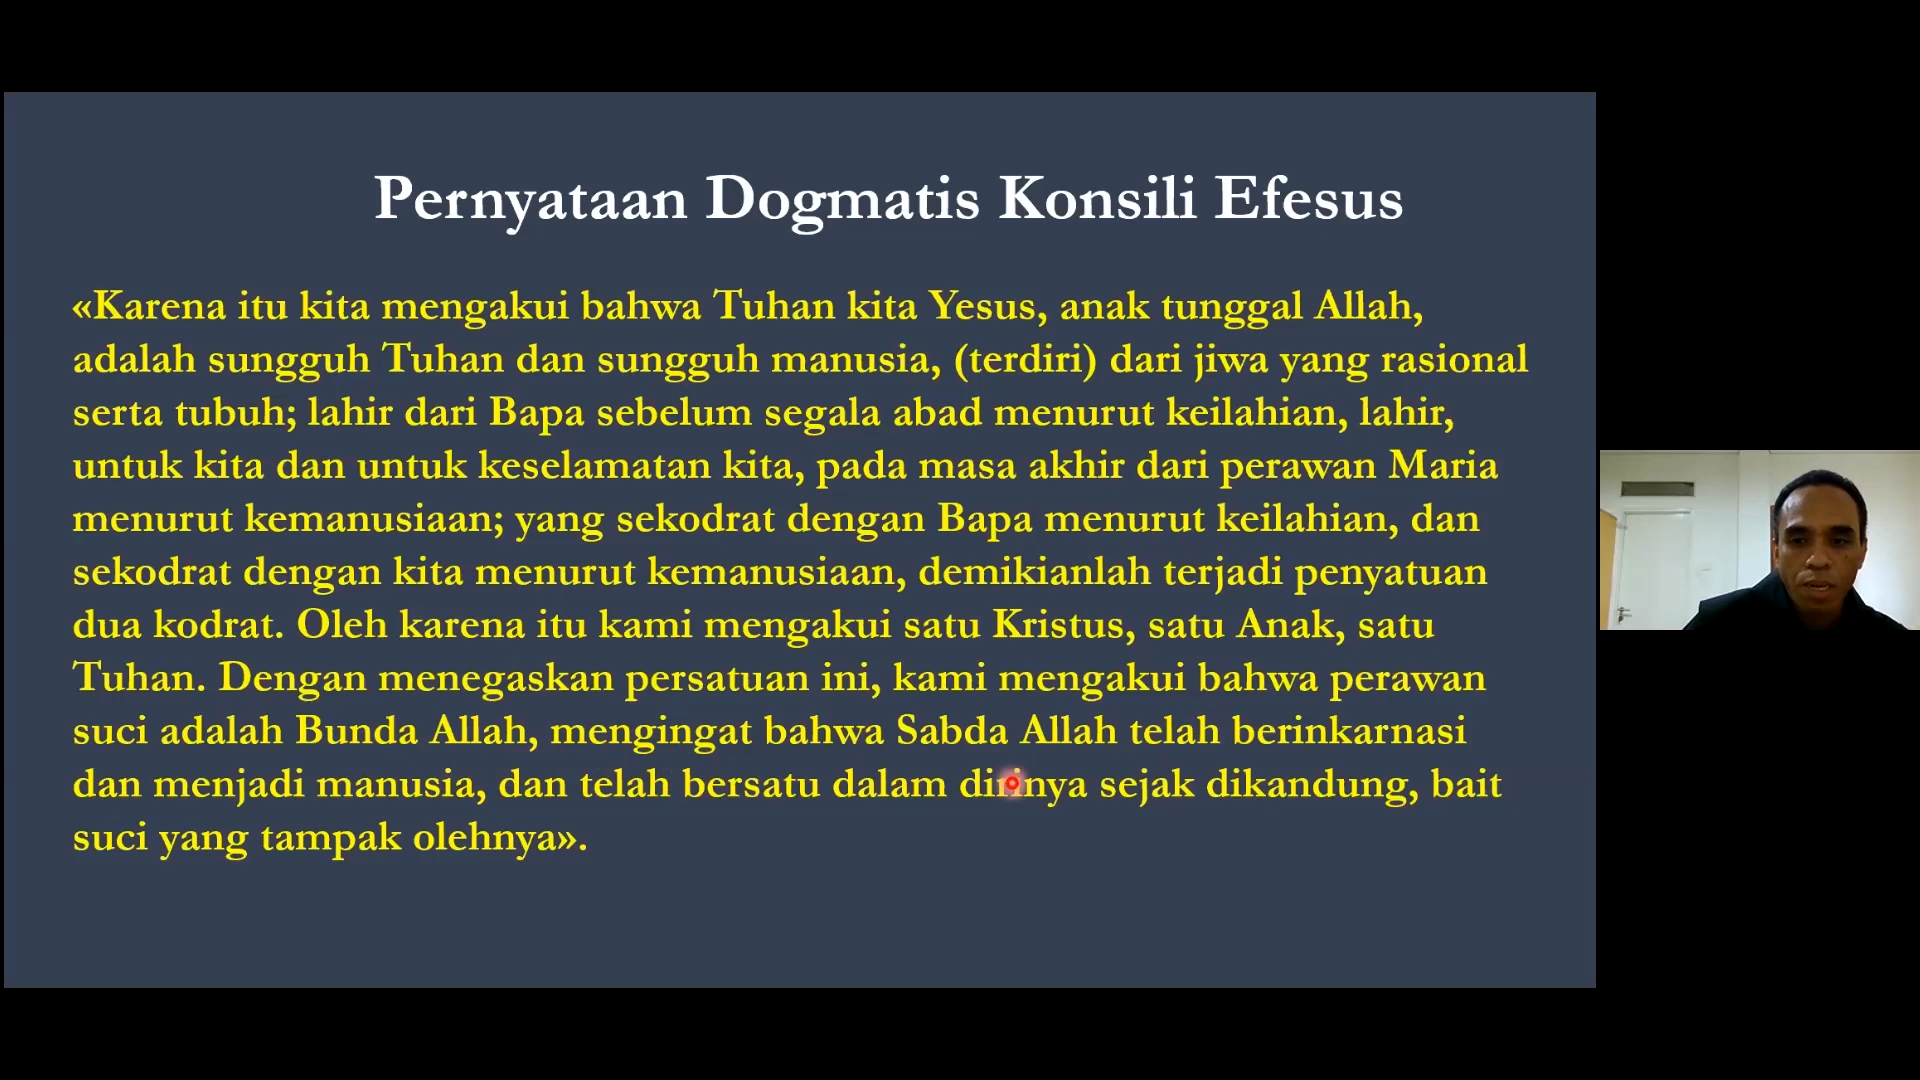 Pernyataan Dogmatis Konsili Efesus
«Karena itu kita mengakui bahwa Tuhan kita Yesus, anak tunggal Allah,
adalah sungguh Tuhan dan sungguh manusia, (terdiri) dari jiwa yang rasional
serta tubuh; lahir dari Bapa sebelum segala abad menurut keilahian, lahir,
untuk kita dan untuk keselamatan kita, pada masa akhir dari perawan Maria
menurut kemanusiaan; yang sekodrat dengan Bapa menurut keilahian, dan
sekodrat dengan kita menurut kemanusiaan, demikianlah terjadi penyatuan
dua kodrat. Oleh karena itu kami mengakui satu Kristus, satu Anak, satu
Tuhan. Dengan menegaskan persatuan ini, kami mengakui bahwa perawan
suci adalah Bunda Allah, mengingat bahwa Sabda Allah telah berinkarnasi
dan menjadi manusia, dan telah bersatu dalam dirinya sejak dikandung, bait
suci yang tampak olehnya».